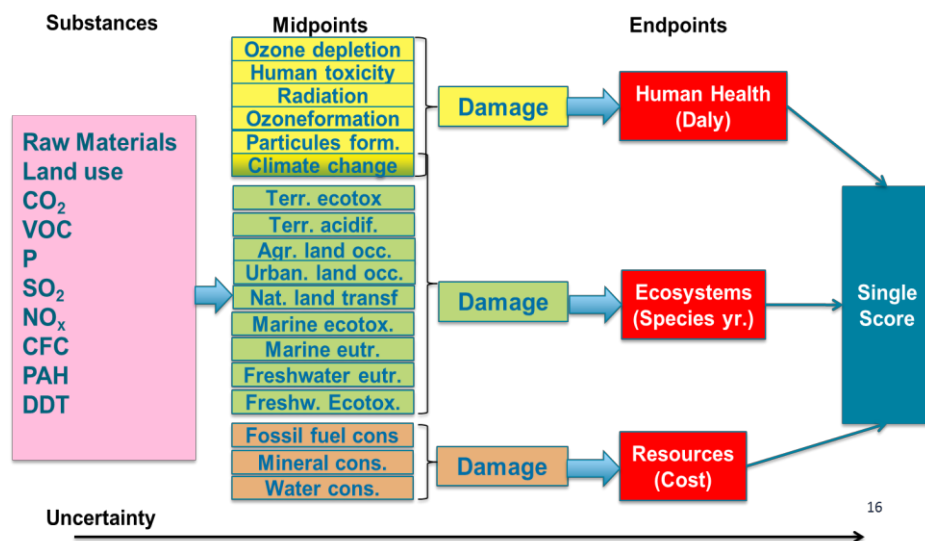 Substances
Midpoints
Endpoints
Raw Materials
Land use
CO₂
VOC
P
SO₂
NOₓ
CFC
PAH
DDT
Ozone depletion
Human toxicity
Radiation
Ozoneformation
Particules form.
Climate change
Terr. ecotox
Terr. acidif.
Agr. land occ.
Urban. land occ.
Nat. land transf
Marine ecotox.
Marine eutr.
Freshwater eutr.
Freshw. Ecotox.
Fossil fuel cons
Mineral cons.
Water cons.
Damage
Damage
Damage
Human Health
(Daly)
Ecosystems
(Species yr.)
Resources
(Cost)
Single
Score
16
Uncertainty